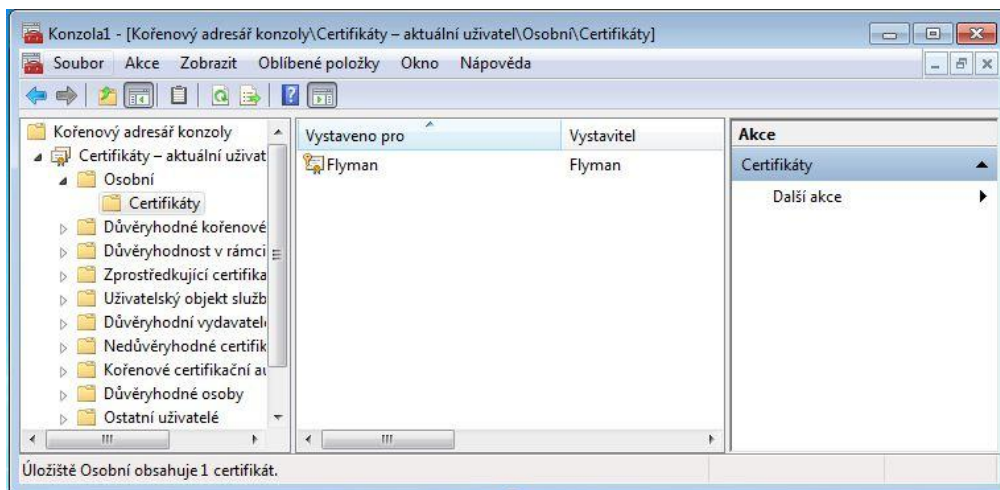 Konzola1 - [Kořenový adresář konzoly\Certifikáty – aktuální uživatel\Osobní\Certifikáty]
Soubor Akce Zobrazit Oblíbené položky Okno Nápověda
Kořenový adresář konzoly
Certifikáty – aktuální uživat
Osobní
Certifikáty
Důvěryhodné kořenové
Důvěryhodnost v rámci
Zprostředkující certifika
Uživatelský objekt služb
Důvěryhodní vydavatel
Nedůvěryhodné certifik
Kořenové certifikační au
Důvěryhodné osoby
Ostatní uživatelé
Vystaveno pro Vystavitel
Flyman Flyman
Akce
Certifikáty
Další akce
Úložiště Osobní obsahuje 1 certifikát.